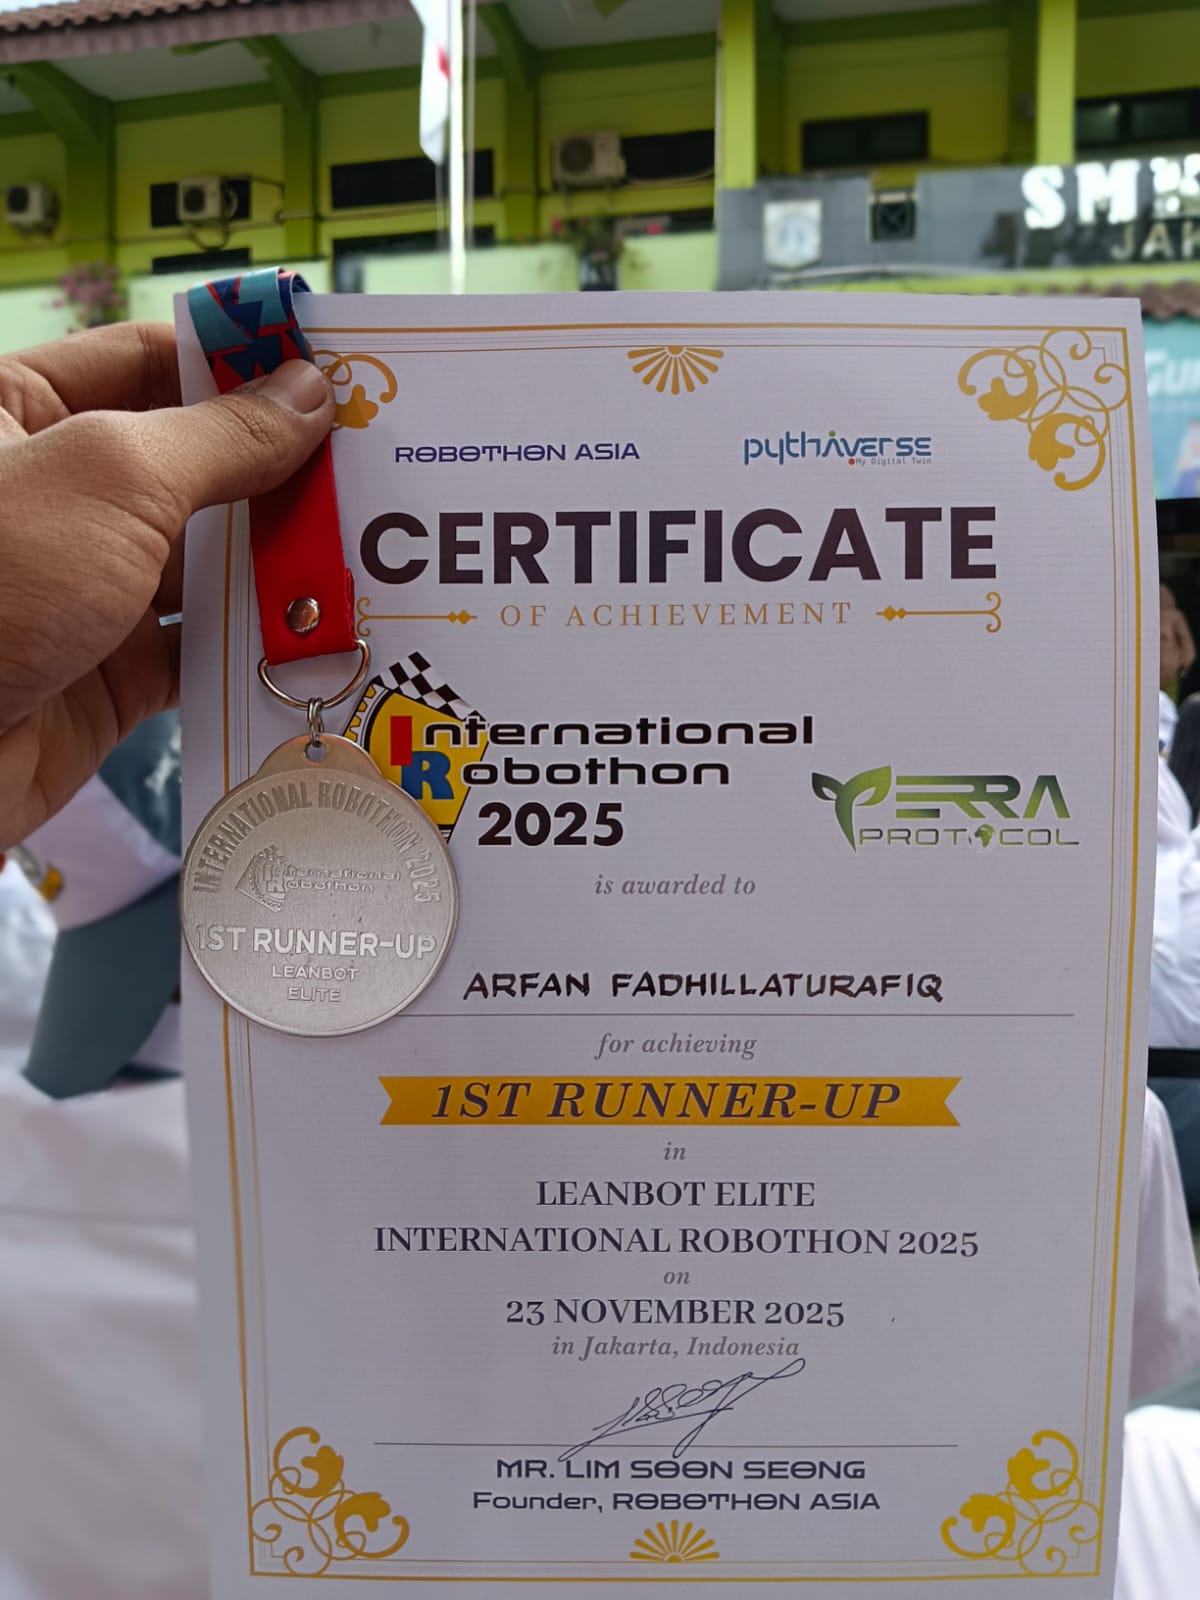 SM
JAK
ROBOTHON ASIA
pythaverse
My Digital Twin
CERTIFICATE
OF ACHIEVEMENT
International
Robothon
2025
TERRA
PROTOCOL
is awarded to
ARFAN FADHILLATURAFIQ
for achieving
1ST RUNNER-UP
in
LEANBOT ELITE
INTERNATIONAL ROBOTHON 2025
on
23 NOVEMBER 2025
in Jakarta, Indonesia
MR. LIM SOON SEONG
Founder, ROBOTHON ASIA
INTERNATIONAL ROBOTHON 2025
International
Robothon
1ST RUNNER-UP
LEANBOT
ELITE